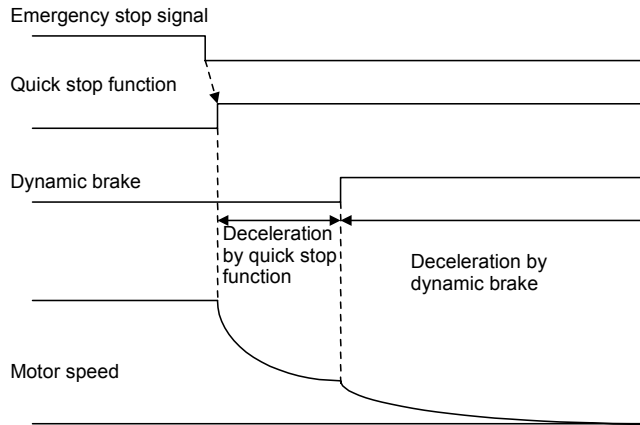 Emergency stop signal
Quick stop function
Dynamic brake
Deceleration
by quick stop
function
Deceleration by
dynamic brake
Motor speed